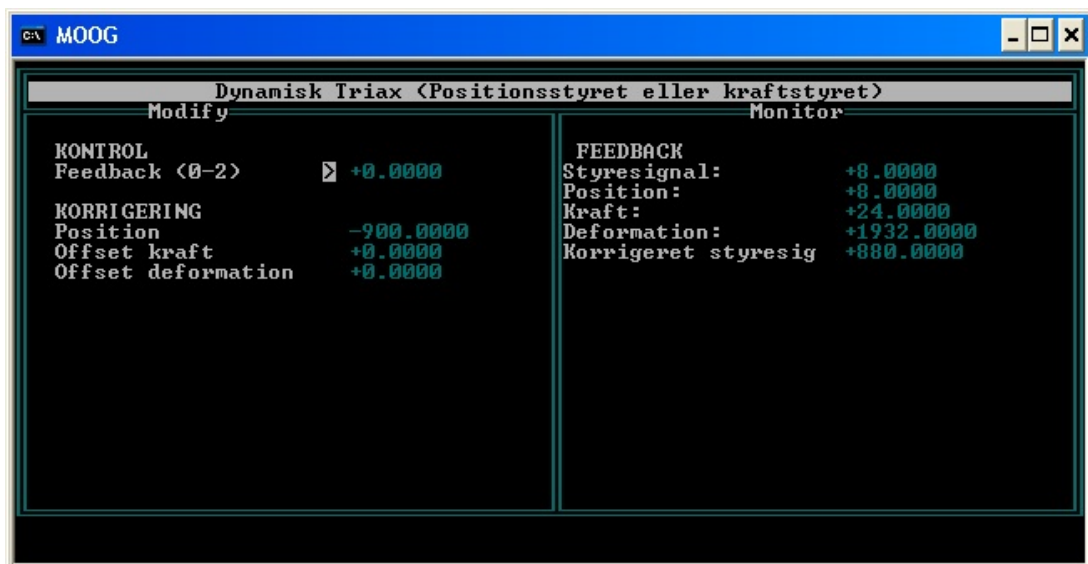 C:\ MOOG
Dynamisk Triax (Positionsstyret eller kraftstyret)
Modify
KONTROL
Feedback (0-2) > +0.0000
KORRIGERING
Position -900.0000
Offset kraft +0.0000
Offset deformation +0.0000
Monitor
FEEDBACK
Styresignal: +8.0000
Position: +8.0000
Kraft: +24.0000
Deformation: +1932.0000
Korrigeret styresig +880.0000